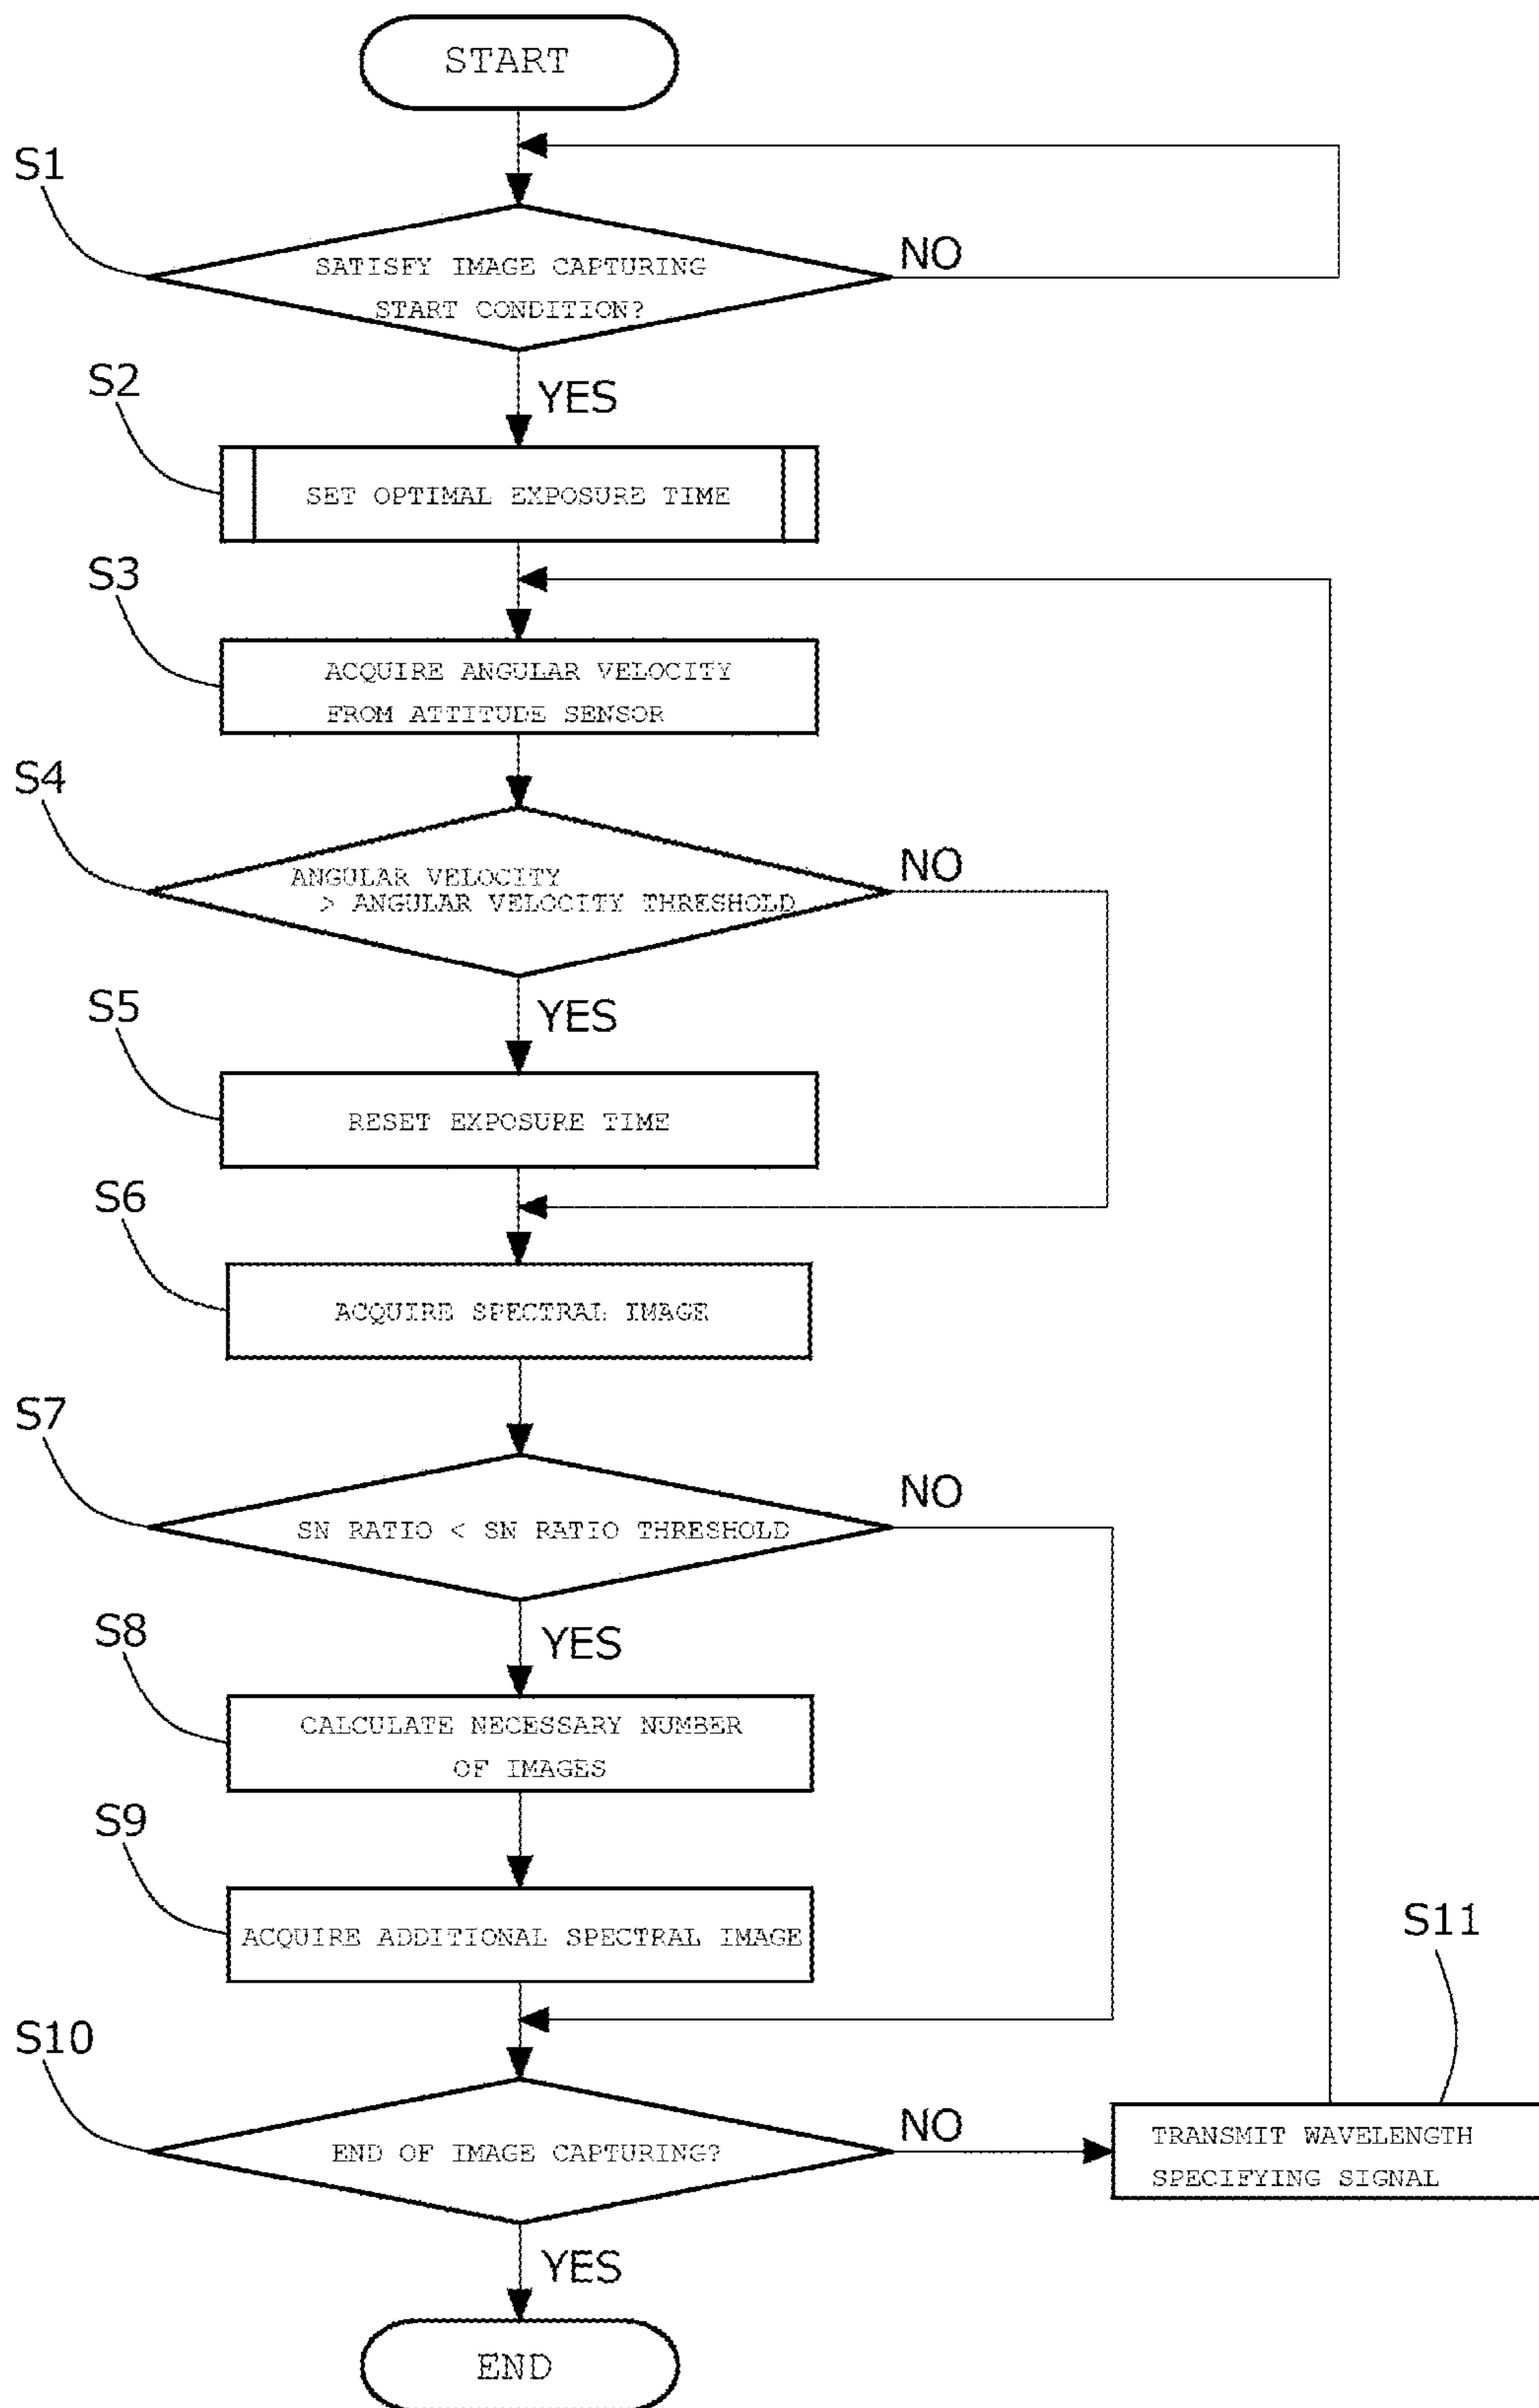 START
S1
SATISFY IMAGE CAPTURING
START CONDITION?
NO
YES
S2
SET OPTIMAL EXPOSURE TIME
S3
ACQUIRE ANGULAR VELOCITY
FROM ATTITUDE SENSOR
S4
ANGULAR VELOCITY
> ANGULAR VELOCITY THRESHOLD
NO
YES
S5
RESET EXPOSURE TIME
S6
ACQUIRE SPECTRAL IMAGE
S7
SN RATIO < SN RATIO THRESHOLD
NO
YES
S8
CALCULATE NECESSARY NUMBER
OF IMAGES
S9
ACQUIRE ADDITIONAL SPECTRAL IMAGE
S10
END OF IMAGE CAPTURING?
NO
S11
TRANSMIT WAVELENGTH
SPECIFYING SIGNAL
YES
END